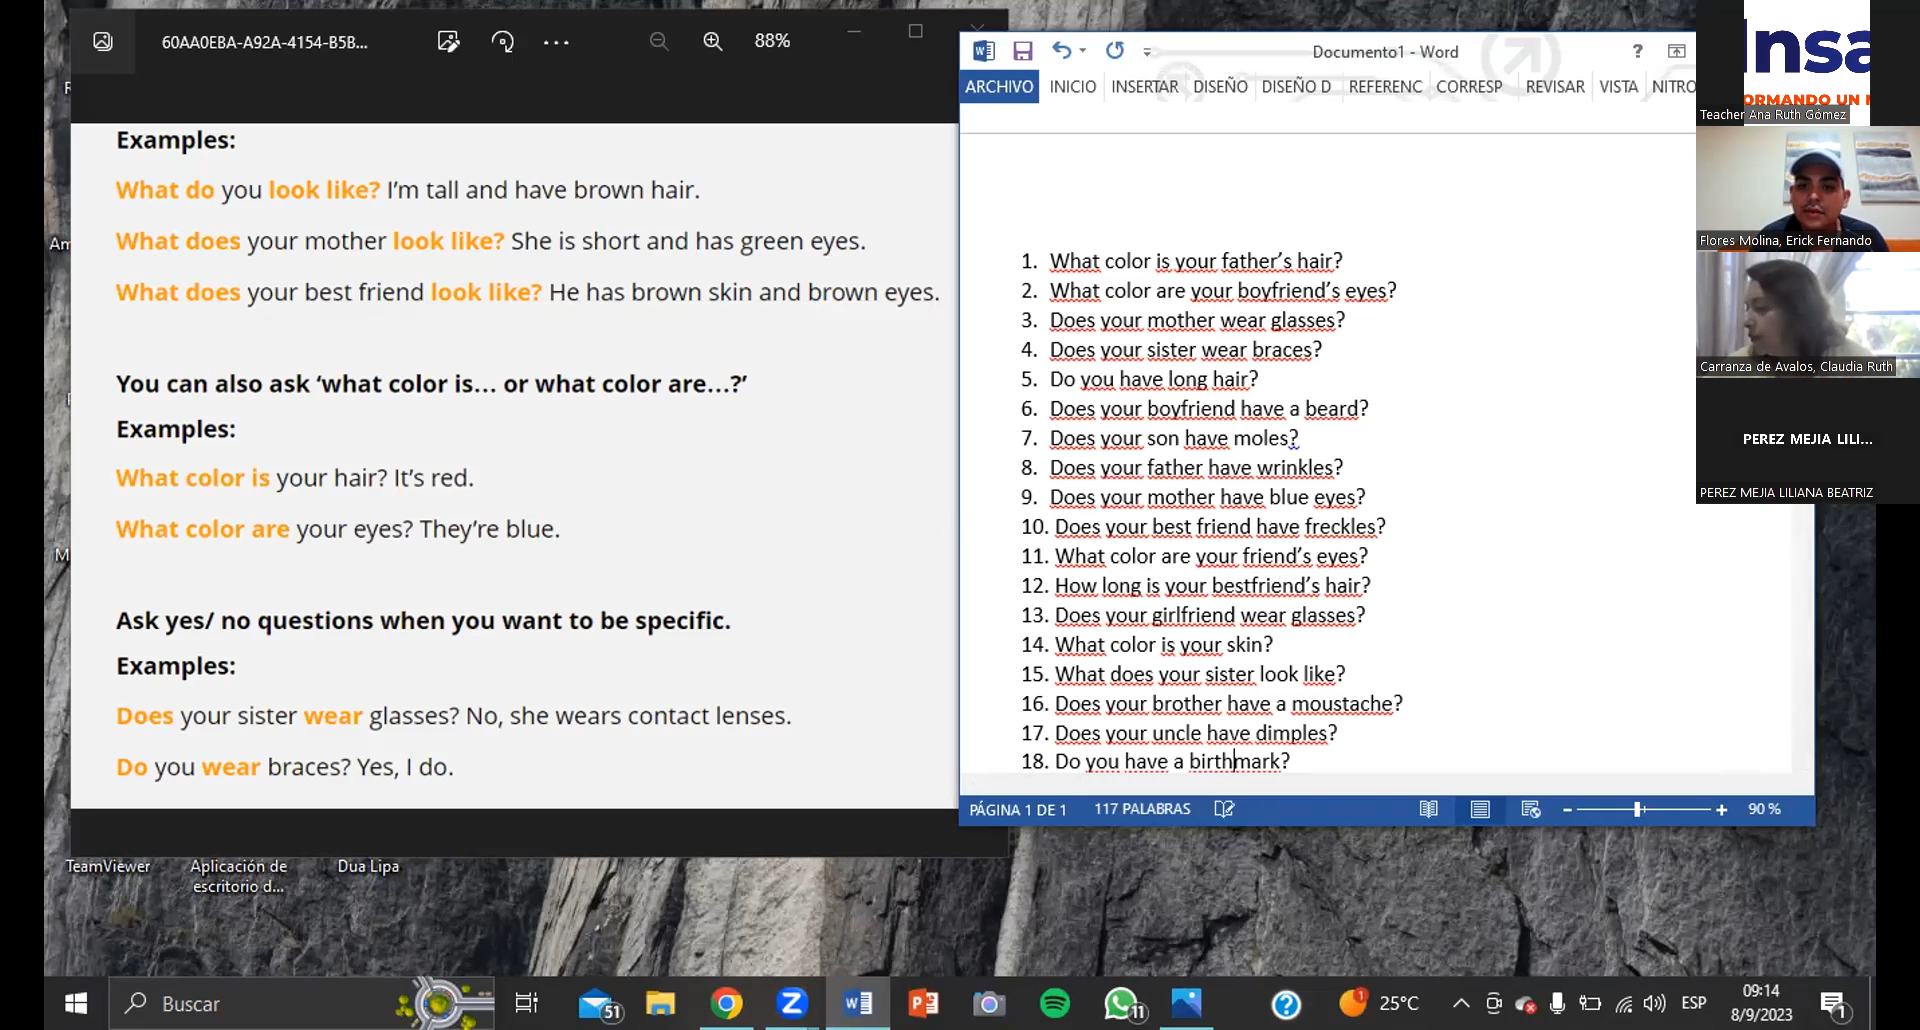 60AA0EBA-A92A-4154-B5B...
88%
Examples:
What do you look like? I'm tall and have brown hair.
What does your mother look like? She is short and has green eyes.
What does your best friend look like? He has brown skin and brown eyes.
You can also ask ‘what color is... or what color are...?’
Examples:
What color is your hair? It's red.
What color are your eyes? They're blue.
Ask yes/ no questions when you want to be specific.
Examples:
Does your sister wear glasses? No, she wears contact lenses.
Do you wear braces? Yes, I do.
Documento1 - Word
?
ARCHIVO INICIO INSERTAR DISEÑO DISEÑO D REFERENC CORRESP REVISAR VISTA NITRO
1. What color is your father's hair?
2. What color are your boyfriend's eyes?
3. Does your mother wear glasses?
4. Does your sister wear braces?
5. Do you have long hair?
6. Does your boyfriend have a beard?
7. Does your son have moles?
8. Does your father have wrinkles?
9. Does your mother have blue eyes?
10. Does your best friend have freckles?
11. What color are your friend's eyes?
12. How long is your bestfriend's hair?
13. Does your girlfriend wear glasses?
14. What color is your skin?
15. What does your sister look like?
16. Does your brother have a moustache?
17. Does your uncle have dimples?
18. Do you have a birthmark?
PÁGINA 1 DE 1 117 PALABRAS 90 %
Insa
ORMANDO UN
Teacher Ana Ruth Gómez
Flores Molina, Erick Fernando
Carranza de Avalos, Claudia Ruth
PEREZ MEJIA LILI...
PEREZ MEJIA LILIANA BEATRIZ
Am
M
TeamViewer
Aplicación de
escritorio d...
Dua Lipa
Buscar
51
11
1
25°C
ESP
09:14
8/9/2023
1